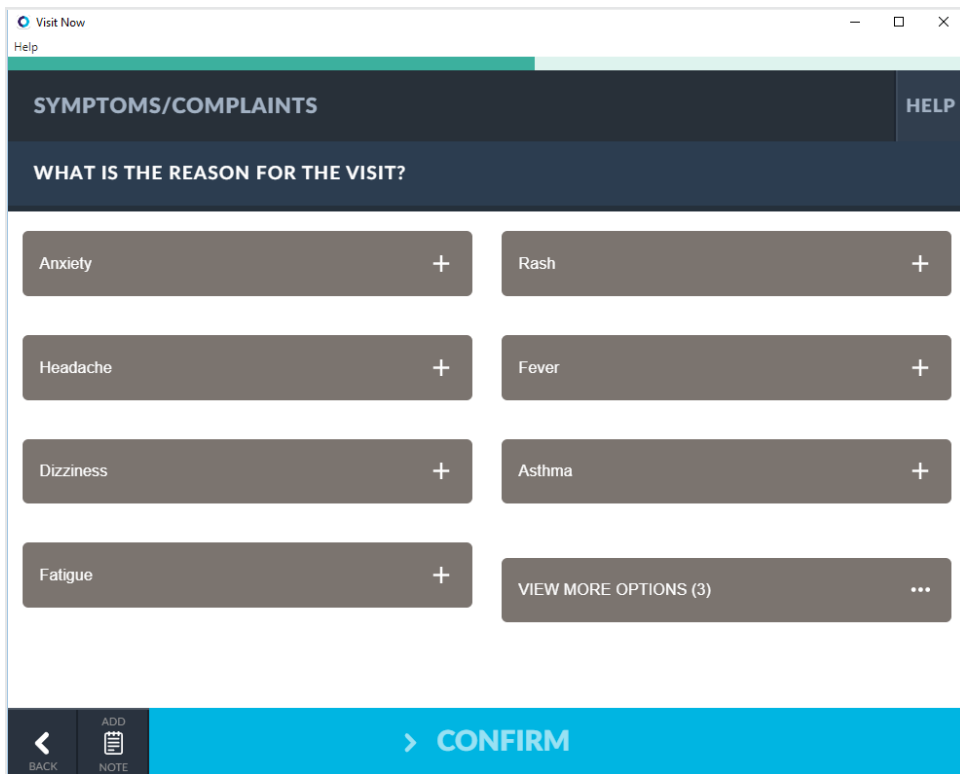 Visit Now
Help
SYMPTOMS/COMPLAINTS
HELP
WHAT IS THE REASON FOR THE VISIT?
Anxiety
Rash
Headache
Fever
Dizziness
Asthma
Fatigue
VIEW MORE OPTIONS (3)
BACK
ADD
NOTE
CONFIRM